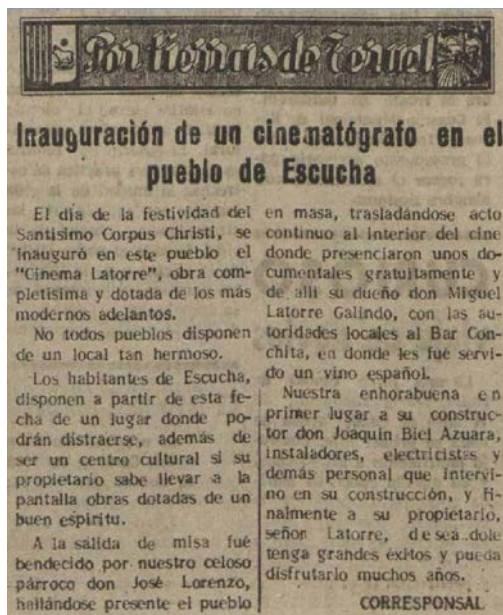 Por tierras de Teruel
Inauguración de un cinematógrafo en el
pueblo de Escucha
El día de la festividad del
Santísimo Corpus Christi, se
inauguró en este pueblo el
"Cinema Latorre", obra com-
pletísima y dotada de los más
modernos adelantos.
No todos pueblos disponen
de un local tan hermoso.
Los habitantes de Escucha,
disponen a partir de esta fe-
cha de un lugar donde po-
drán distraerse, además de
ser un centro cultural si su
propietario sabe llevar a la
pantalla obras dotadas de un
buen espíritu.
A la salida de misa fué
bendecido por nuestro celoso
párroco don José Lorenzo,
hallándose presente el pueblo
en masa, trasladándose acto
continuo al interior del cine
donde presenciaron unos do-
cumentales gratuitamente y
de allí su dueño don Miguel
Latorre Galindo, con las au-
toridades locales al Bar Con-
chita, en donde les fué servi-
do un vino español.
Nuestra enhorabuena en
primer lugar a su construc-
tor don Joaquín Biel Azuara,
instaladores, electricistas y
demás personal que intervi-
no en su construcción, y fi-
nalmente a su propietario,
señor Latorre, deseándole
tenga grandes éxitos y pueda
disfrutarlo muchos años.
CORRESPONSAL